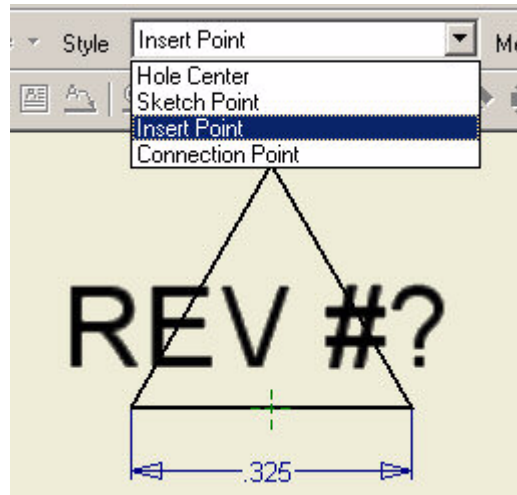 Style Insert Point
Hole Center
Sketch Point
Insert Point
Connection Point
REV #?
.325